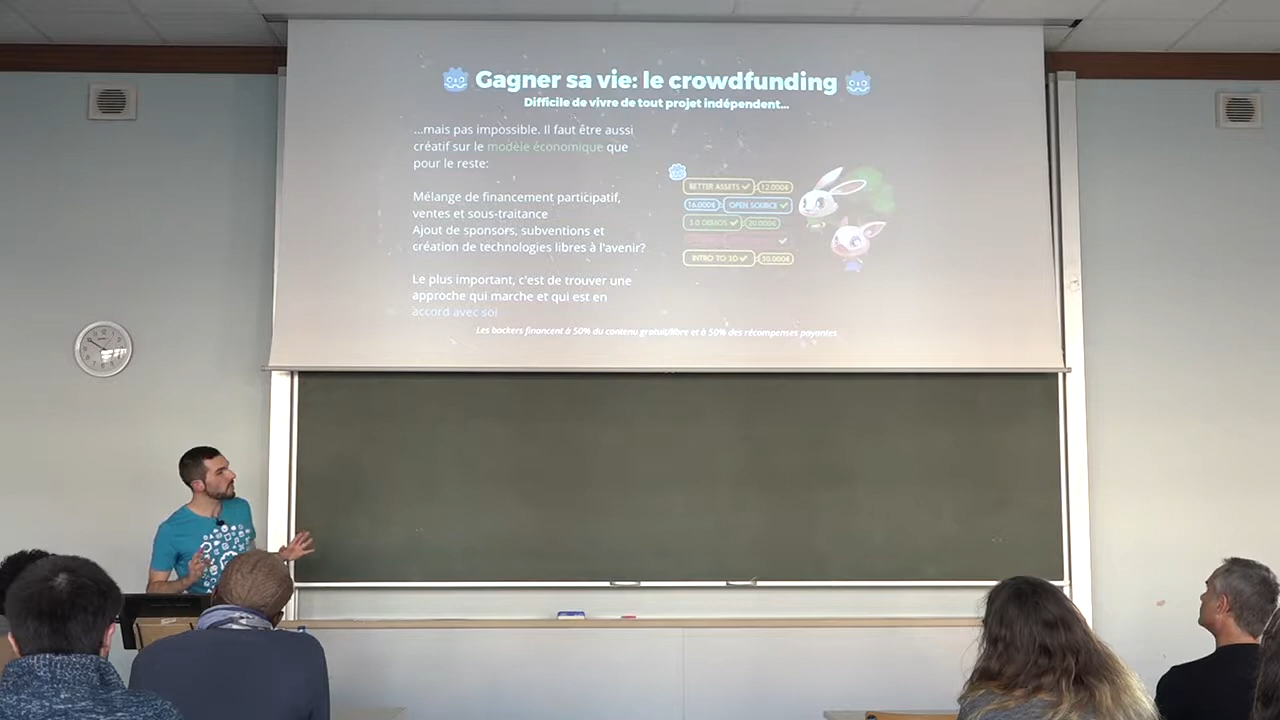 Gagner sa vie: le crowdfunding
Difficile de vivre de tout projet indépendent...
...mais pas impossible. Il faut être aussi
créatif sur le modèle économique que
pour le reste:
Mélange de financement participatif,
ventes et sous-traitance
Ajout de sponsors, subventions et
création de technologies libres à l'avenir?
Le plus important, c'est de trouver une
approche qui marche et qui est en
accord avec soi
BETTER ASSETS ✓ 12.000€
16.000€ OPEN SOURCE ✓
3.0 DEMOS ✓ 20.000€
INTRO TO 3D ✓ 30.000€
Les backers financent à 50% du contenu gratuit/libre et à 50% des récompenses payantes